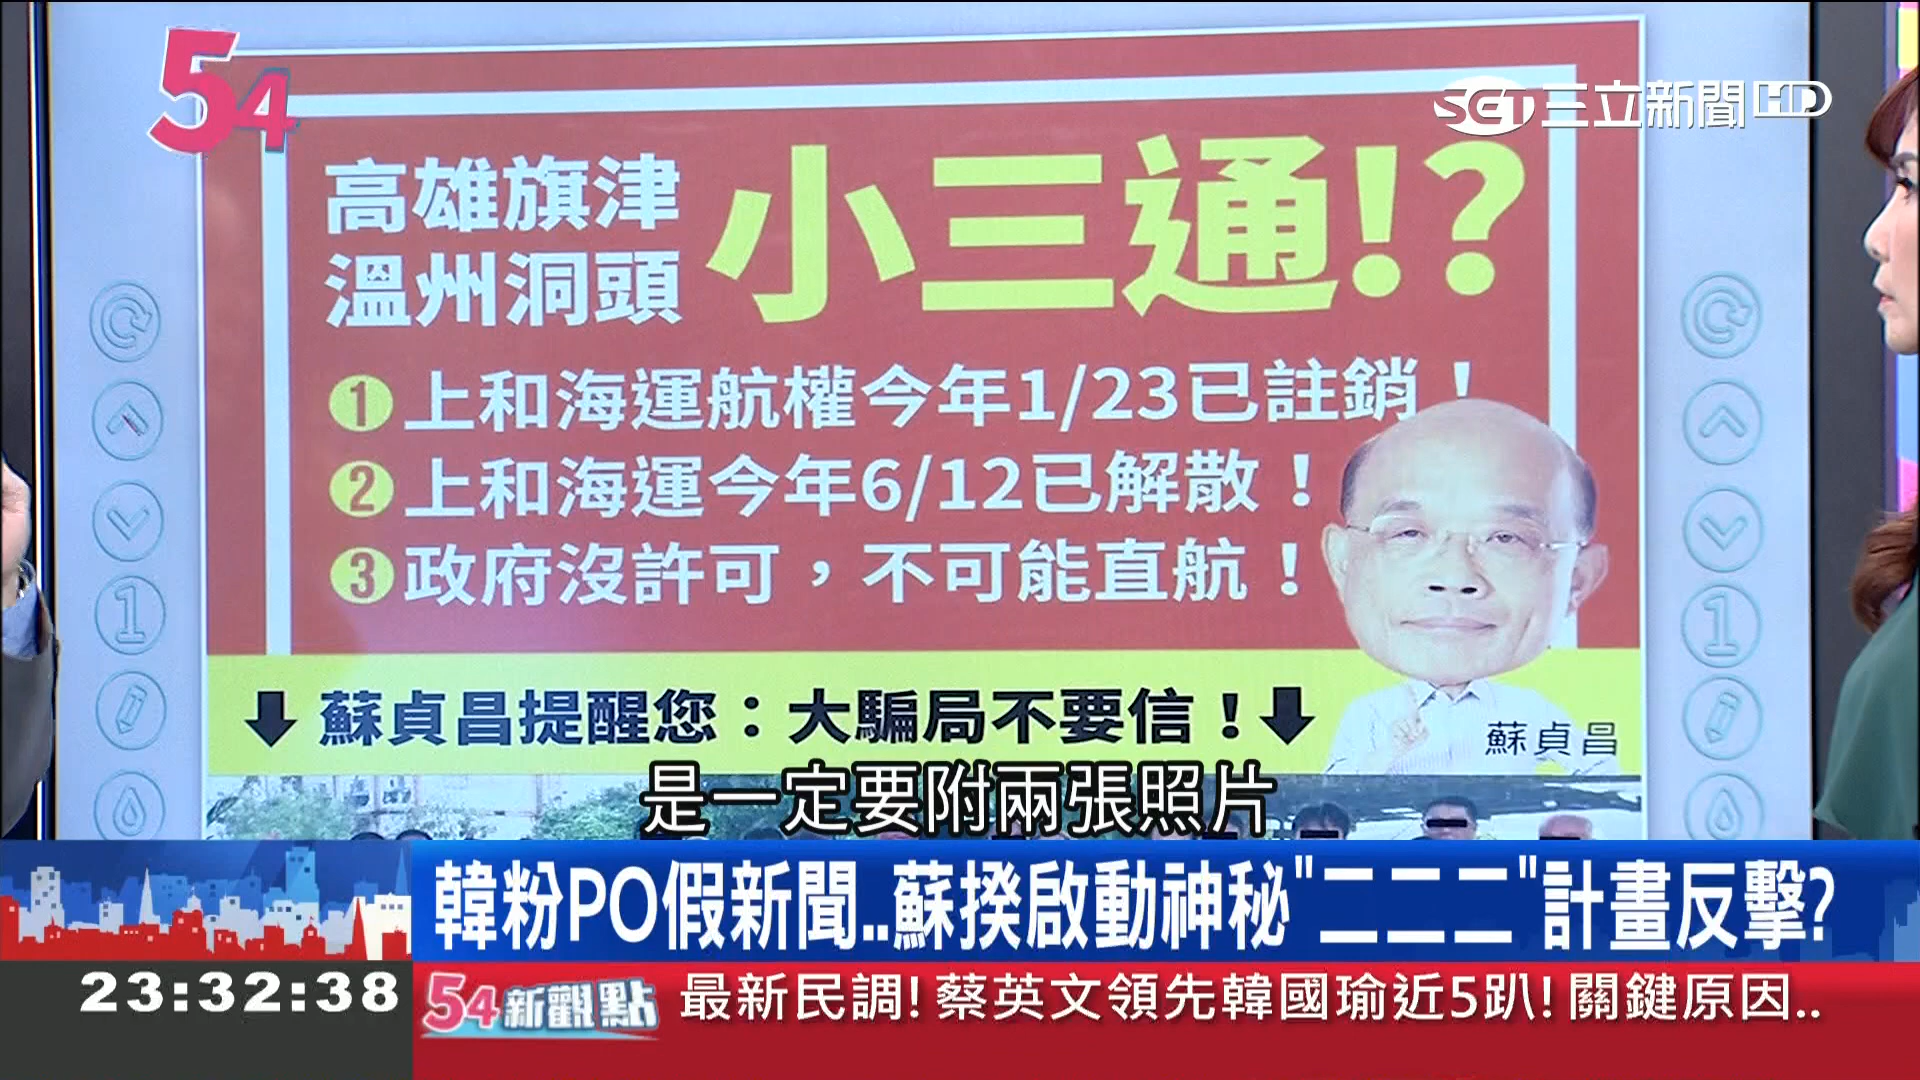 54
SET三立新聞HD
高雄旗津
溫州洞頭
小三通!?
1 上和海運航權今年1/23已註銷！
2 上和海運今年6/12已解散！
3 政府沒許可，不可能直航！
蘇貞昌提醒您：大騙局不要信！
蘇貞昌
1
1
是一定要附兩張照片
韓粉PO假新聞..蘇揆啟動神秘"二二二"計畫反擊?
23:32:38
54新觀點
最新民調!蔡英文領先韓國瑜近5趴!關鍵原因..